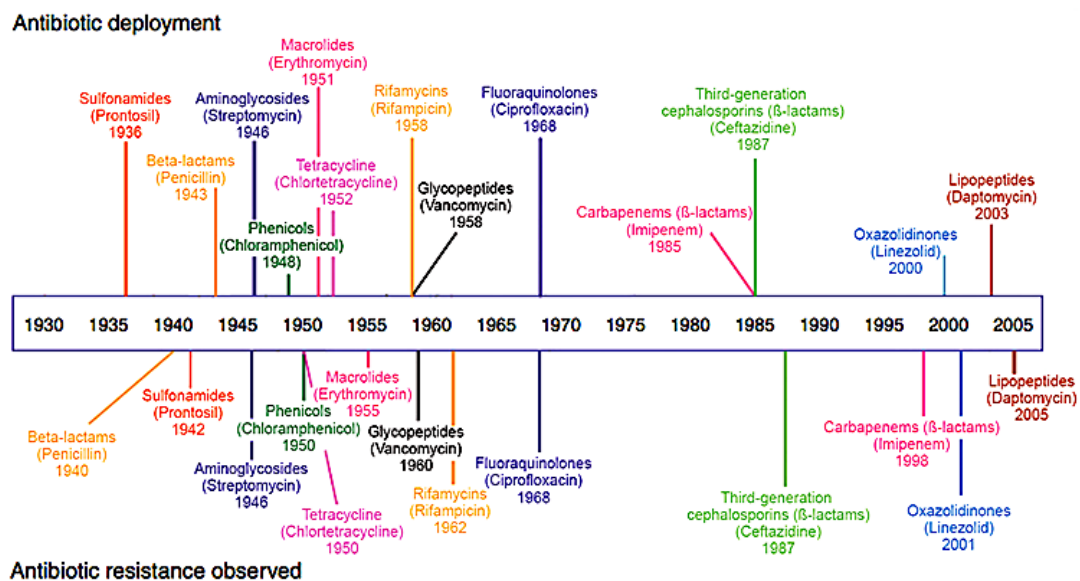 Antibiotic deployment
Sulfonamides
(Prontosil)
1936
Beta-lactams
(Penicillin)
1943
Aminoglycosides
(Streptomycin)
1946
Phenicols
(Chloramphenicol)
1948)
Macrolides
(Erythromycin)
1951
Tetracycline
(Chlortetracycline)
1952
Rifamycins
(Rifampicin)
1958
Glycopeptides
(Vancomycin)
1958
Fluoraquinolones
(Ciprofloxacin)
1968
Carbapenems (ß-lactams)
(Imipenem)
1985
Third-generation
cephalosporins (ß-lactams)
(Ceftazidine)
1987
Oxazolidinones
(Linezolid)
2000
Lipopeptides
(Daptomycin)
2003
1930 1935 1940 1945 1950 1955 1960 1965 1970 1975 1980 1985 1990 1995 2000 2005
Beta-lactams
(Penicillin)
1940
Sulfonamides
(Prontosil)
1942
Aminoglycosides
(Streptomycin)
1946
Phenicols
(Chloramphenicol)
1950
Tetracycline
(Chlortetracycline)
1950
Macrolides
(Erythromycin)
1955
Glycopeptides
(Vancomycin)
1960
Rifamycins
(Rifampicin)
1962
Fluoraquinolones
(Ciprofloxacin)
1968
Third-generation
cephalosporins (ß-lactams)
(Ceftazidine)
1987
Carbapenems (ß-lactams)
(Imipenem)
1998
Oxazolidinones
(Linezolid)
2001
Lipopeptides
(Daptomycin)
2005
Antibiotic resistance observed